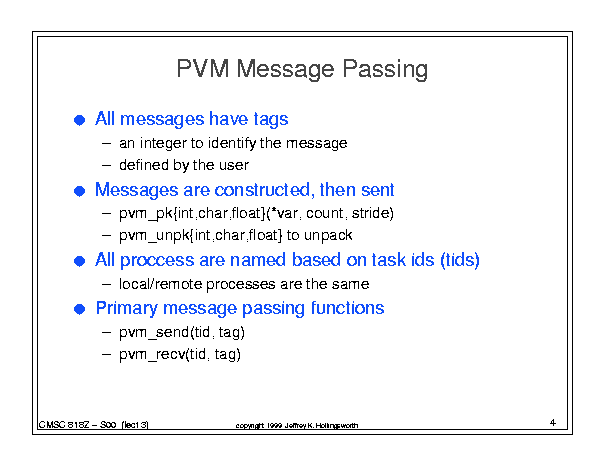 PVM Message Passing
● All messages have tags
– an integer to identify the message
– defined by the user
● Messages are constructed, then sent
– pvm_pk{int,char,float}(*var, count, stride)
– pvm_unpk{int,char,float} to unpack
● All proccess are named based on task ids (tids)
– local/remote processes are the same
● Primary message passing functions
– pvm_send(tid, tag)
– pvm_recv(tid, tag)
CMSC 818Z – S00 (lect 3)
copyright 1999 Jeffrey K. Hollingsworth
4